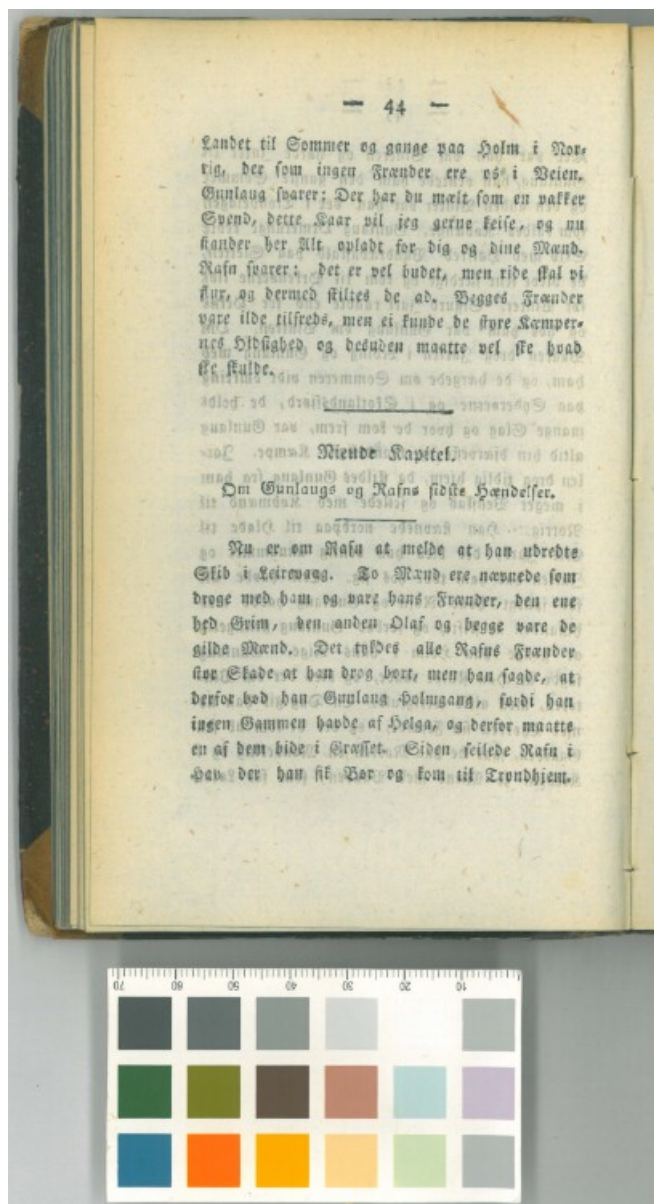 — 44 —
Landet til Sommer og gange paa Holm i Nor-
rig, der som ingen Frænder ere os i Veien.
Gunlaug svarer: Der har du mælt som en vakker
Svend, dette Kaar vil jeg gerne keise, og nu
stander her Alt opladt for dig og dine Mænd.
Rafn svarer: det er vel budet, men ride skal vi
kur, og dermed skiltes de ad. Begges Frænder
vare ilde tilfreds, men ei kunde de styre Kæmper-
nes Hidsighed og desuden maatte vel ske hvad
ske skulde.
Niende Kapitel.
Om Gunlaugs og Rafns sidste Hændelser.
Nu er om Rafn at melde at han udredte
Skib i Leirevaag. To Mænd ere nævnede som
droge med ham og vare hans Frænder, den ene
hed Grim, den anden Olaf og begge vare de
gilde Mænd. Det tyktes alle Rafns Frænder
stor Skade at han drog bort, men han sagde, at
derfor bød han Gunlaug Holmgang, fordi han
ingen Gammen havde af Helga, og derfor maatte
en af dem bide i Græsset. Siden seilede Rafn i
Hav der han fik Bør og kom til Trondhjem.
70 60 50 40 30 20 10